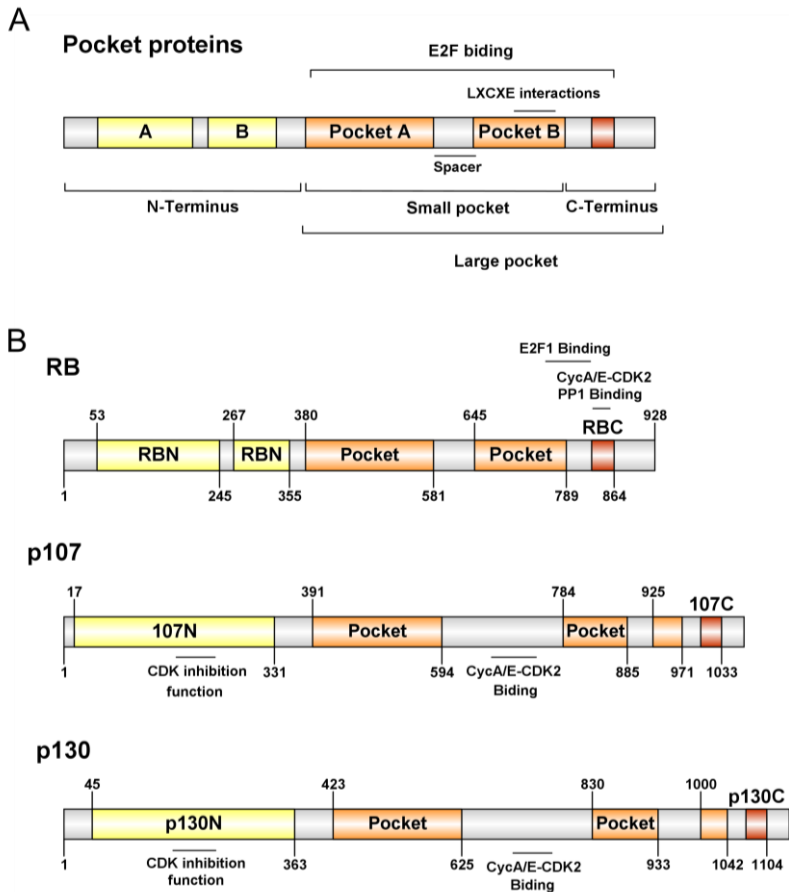 A
Pocket proteins
E2F biding
LXCXE interactions
A B Pocket A Pocket B
Spacer
N-Terminus Small pocket C-Terminus
Large pocket
B
RB
E2F1 Binding
CycA/E-CDK2
PP1 Binding
RBC
53 267 380 645 928
RBN RBN Pocket Pocket
1 245 355 581 789 864
p107
17 391 784 925 107C
107N Pocket Pocket
1 331 594 885 971 1033
CDK inhibition
function
CycA/E-CDK2
Biding
p130
45 423 830 1000
p130C
p130N Pocket Pocket
1 363 625 933 1042 1104
CDK inhibition
function
CycA/E-CDK2
Biding